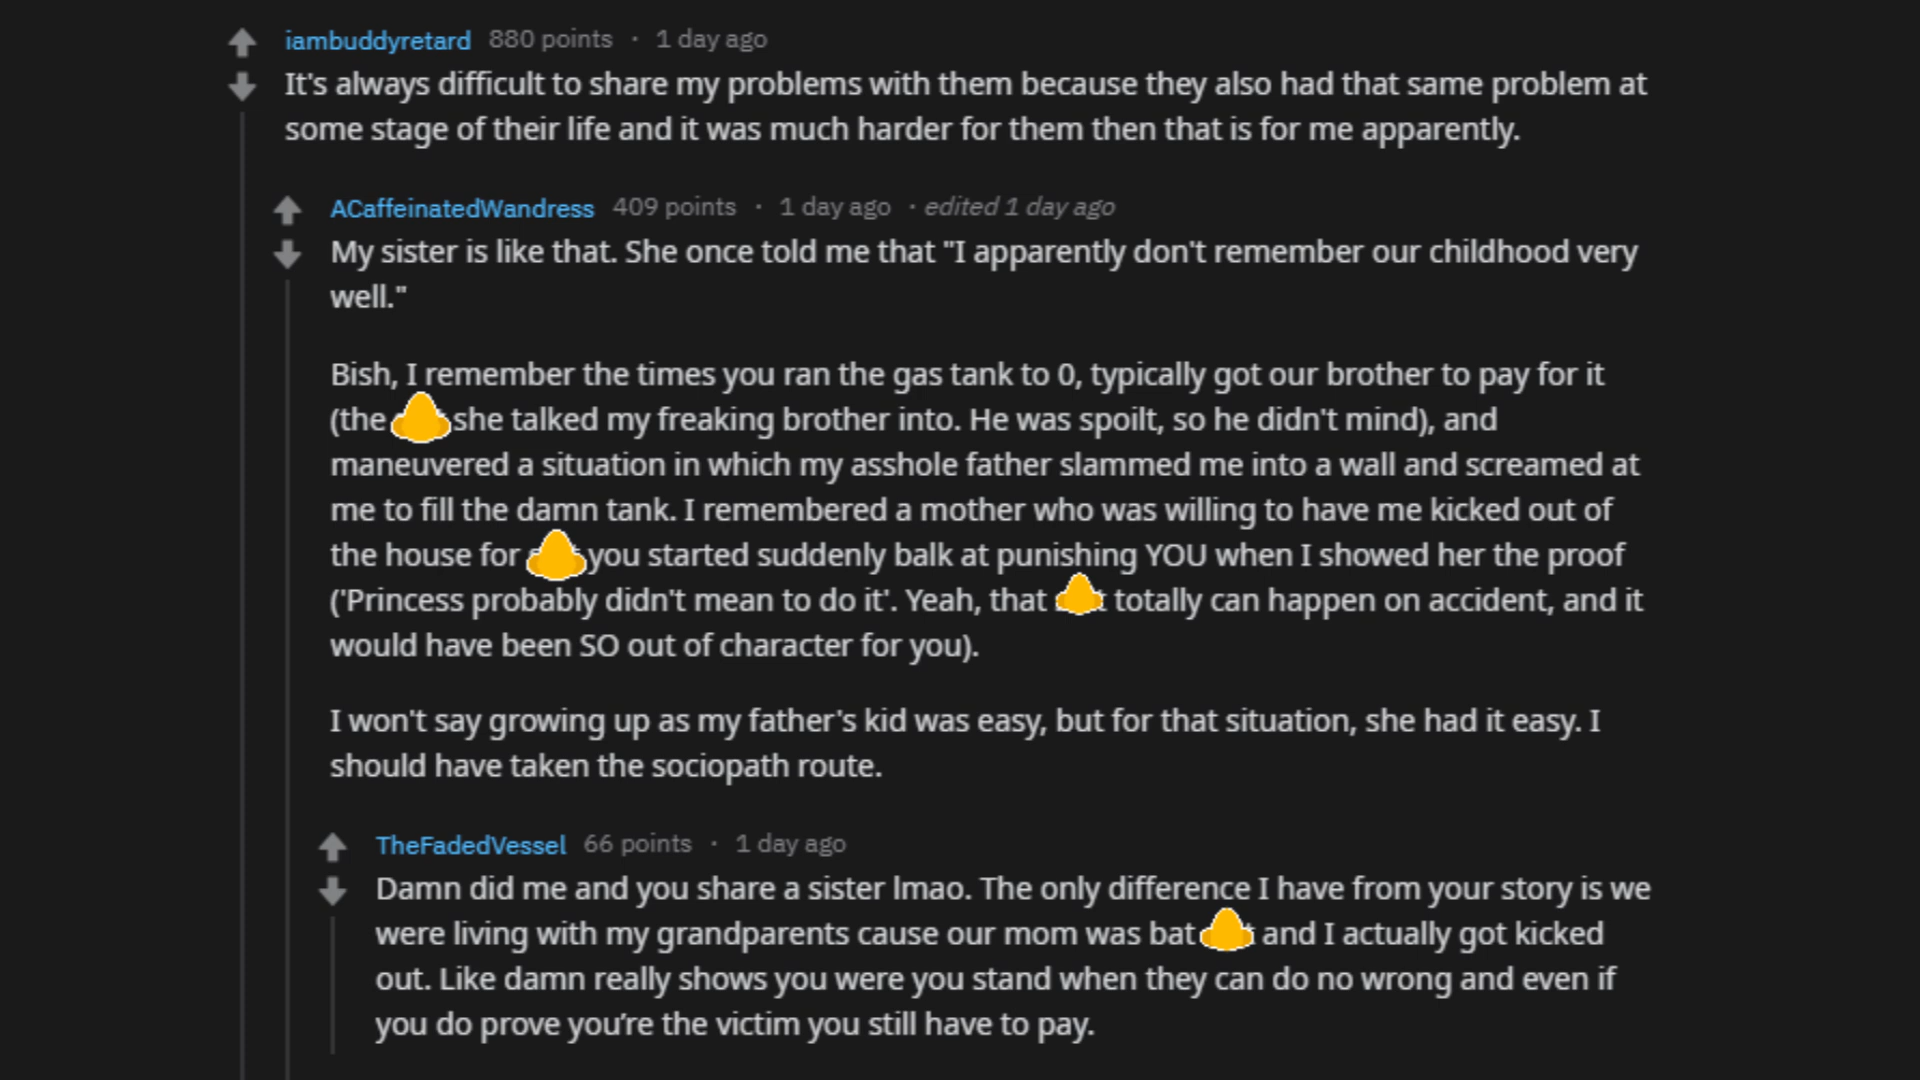 iambuddyretard 880 points · 1 day ago
It's always difficult to share my problems with them because they also had that same problem at
some stage of their life and it was much harder for them then that is for me apparently.
ACaffeinatedWandress 409 points · 1 day ago · edited 1 day ago
My sister is like that. She once told me that "I apparently don't remember our childhood very
well."
Bish, I remember the times you ran the gas tank to 0, typically got our brother to pay for it
(the she talked my freaking brother into. He was spoilt, so he didn't mind), and
maneuvered a situation in which my asshole father slammed me into a wall and screamed at
me to fill the damn tank. I remembered a mother who was willing to have me kicked out of
the house for you started suddenly balk at punishing YOU when I showed her the proof
('Princess probably didn't mean to do it'. Yeah, that totally can happen on accident, and it
would have been SO out of character for you).
I won't say growing up as my father's kid was easy, but for that situation, she had it easy. I
should have taken the sociopath route.
TheFadedVessel 66 points · 1 day ago
Damn did me and you share a sister lmao. The only difference I have from your story is we
were living with my grandparents cause our mom was bat and I actually got kicked
out. Like damn really shows you were you stand when they can do no wrong and even if
you do prove you're the victim you still have to pay.